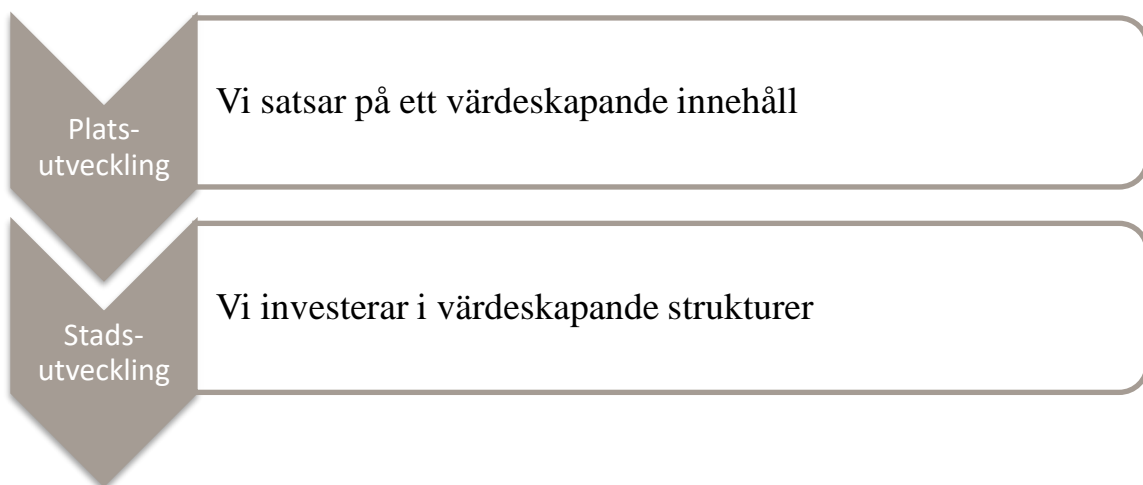 Plats-
utveckling
Vi satsar på ett värdeskapande innehåll
Stads-
utveckling
Vi investerar i värdeskapande strukturer